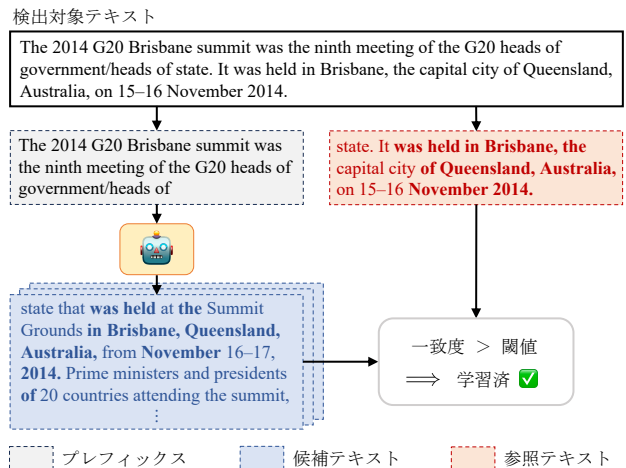 検出対象テキスト
The 2014 G20 Brisbane summit was the ninth meeting of the G20 heads of
government/heads of state. It was held in Brisbane, the capital city of Queensland,
Australia, on 15–16 November 2014.
The 2014 G20 Brisbane summit was
the ninth meeting of the G20 heads of
government/heads of
state. It was held in Brisbane, the
capital city of Queensland, Australia,
on 15–16 November 2014.
state that was held at the Summit
Grounds in Brisbane, Queensland,
Australia, from November 16–17,
2014. Prime ministers and presidents
of 20 countries attending the summit,
⋮
一致度 > 閾値
⟹ 学習済 ✅
プレフィックス
候補テキスト
参照テキスト